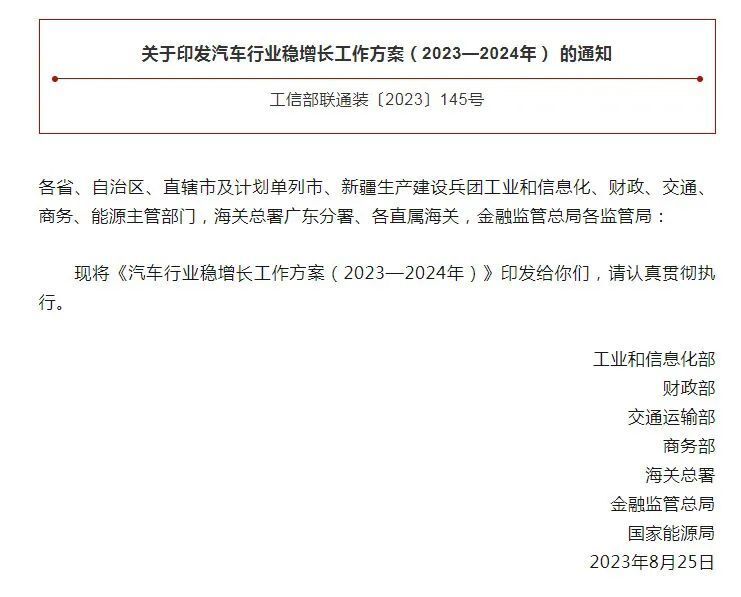 关于印发汽车行业稳增长工作方案（2023—2024年） 的通知
工信部联通装〔2023〕145号
各省、自治区、直辖市及计划单列市、新疆生产建设兵团工业和信息化、财政、交通、
商务、能源主管部门，海关总署广东分署、各直属海关，金融监管总局各监管局：
现将《汽车行业稳增长工作方案（2023—2024年）》印发给你们，请认真贯彻执
行。
工业和信息化部
财政部
交通运输部
商务部
海关总署
金融监管总局
国家能源局
2023年8月25日